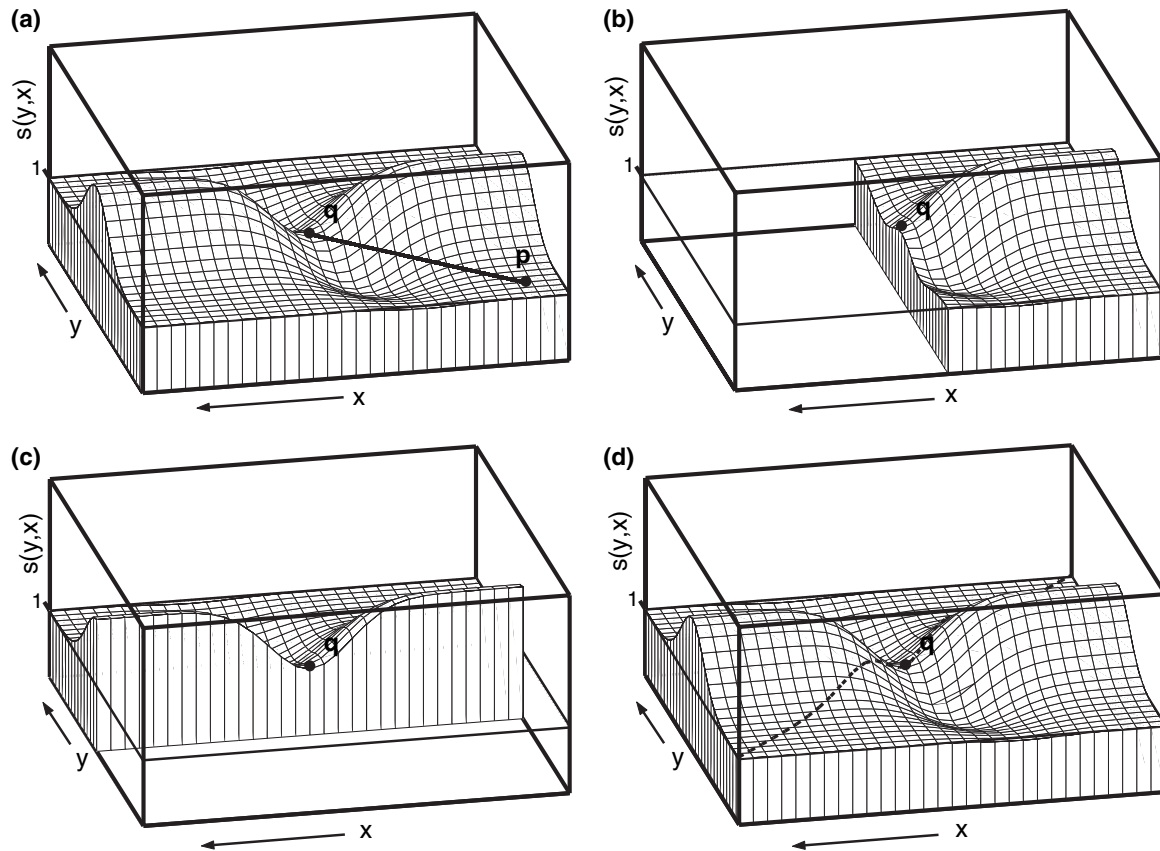 (a)
s(y,x)
1
q
p
y
x
(b)
s(y,x)
1
q
y
x
(c)
s(y,x)
1
q
y
x
(d)
s(y,x)
1
q
y
x